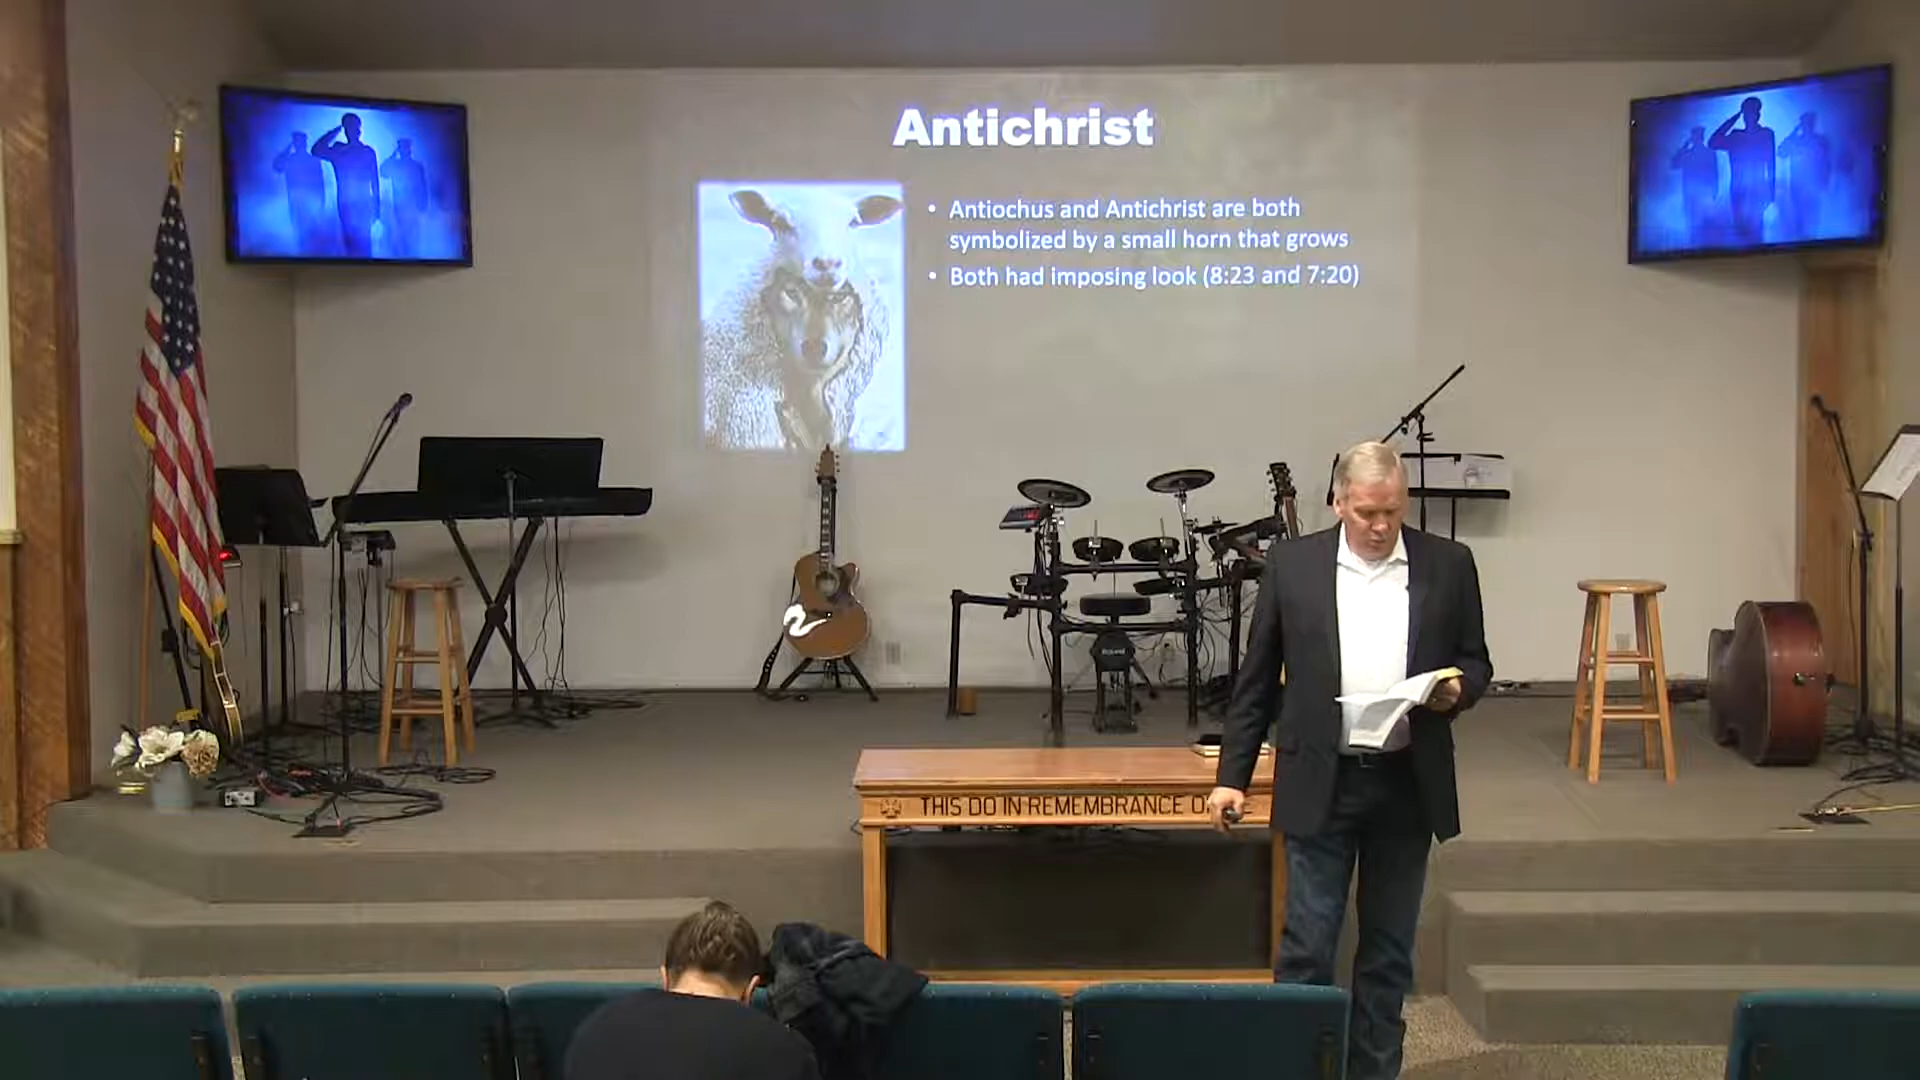 Antichrist
• Antiochus and Antichrist are both
symbolized by a small horn that grows
• Both had imposing look (8:23 and 7:20)
Roland
THIS DO IN REMEMBRANCE